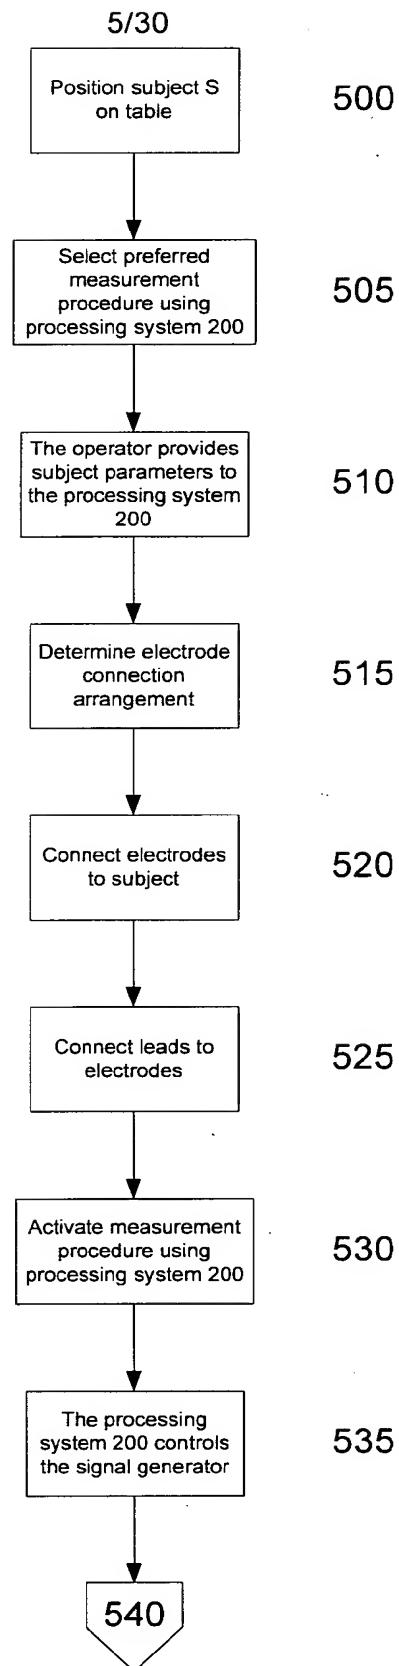 5/30
Position subject S
on table
500
Select preferred
measurement
procedure using
processing system 200
505
The operator provides
subject parameters to
the processing system
200
510
Determine electrode
connection
arrangement
515
Connect electrodes
to subject
520
Connect leads to
electrodes
525
Activate measurement
procedure using
processing system 200
530
The processing
system 200 controls
the signal generator
535
540